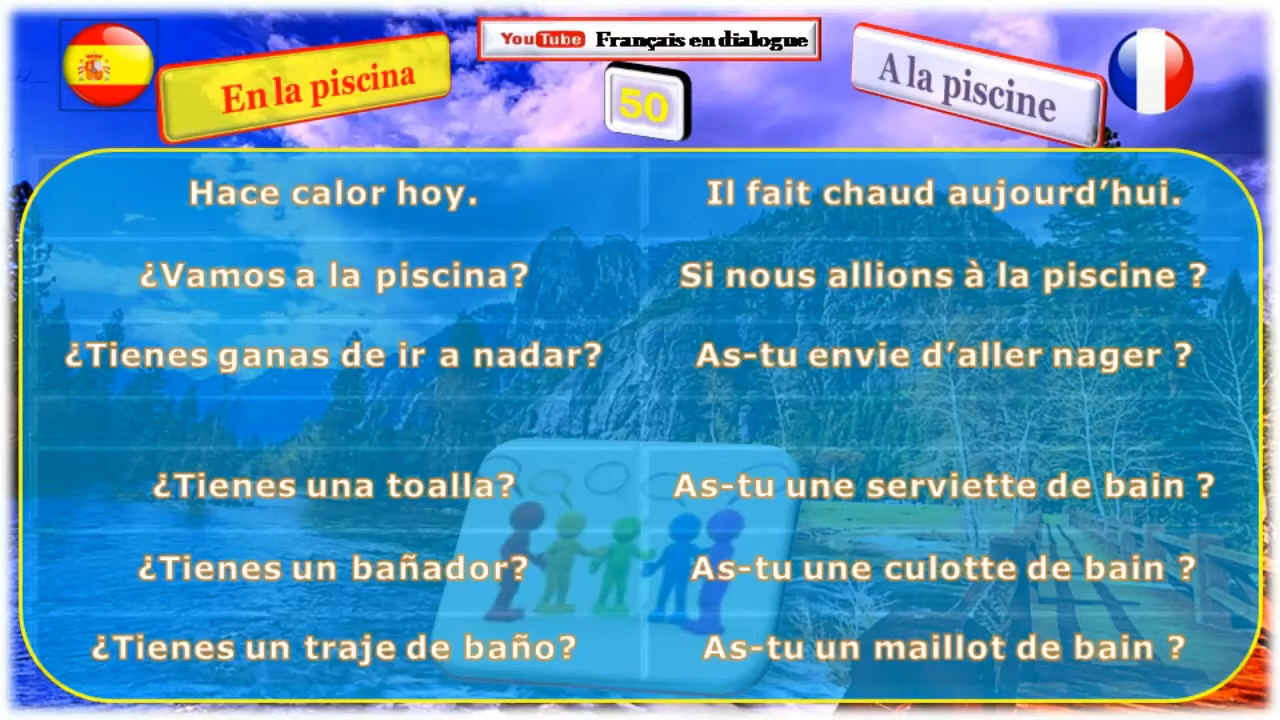 En la piscina
YouTube Français en dialogue
50
A la piscine
Hace calor hoy.
Il fait chaud aujourd’hui.
¿Vamos a la piscina?
Si nous allions à la piscine ?
¿Tienes ganas de ir a nadar?
As-tu envie d’aller nager ?
¿Tienes una toalla?
As-tu une serviette de bain ?
¿Tienes un bañador?
As-tu une culotte de bain ?
¿Tienes un traje de baño?
As-tu un maillot de bain ?